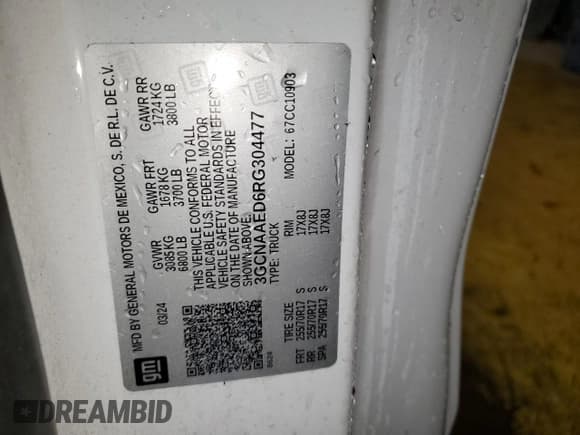 MFD BY GENERAL MOTORS DE MEXICO, S. DE R.L. DE C.V.
03/24
GVWR GAWR FRT GAWR RR
3085KG 1678 KG 1724 KG
6800 LB 3700 LB 3800 LB
THIS VEHICLE CONFORMS TO ALL
APPLICABLE U.S. FEDERAL MOTOR
VEHICLE SAFETY STANDARDS IN EFFECT
ON THE DATE OF MANUFACTURE
SHOWN ABOVE.
3GCNAAED6RG304477
TYPE: TRUCK MODEL: 67CC10903
TIRE SIZE RIM
FRT 255/70R17 S 17X8J
RR 255/70R17 S 17X8J
SPA 255/70R17 S 17X8J
gm
DREAMBID